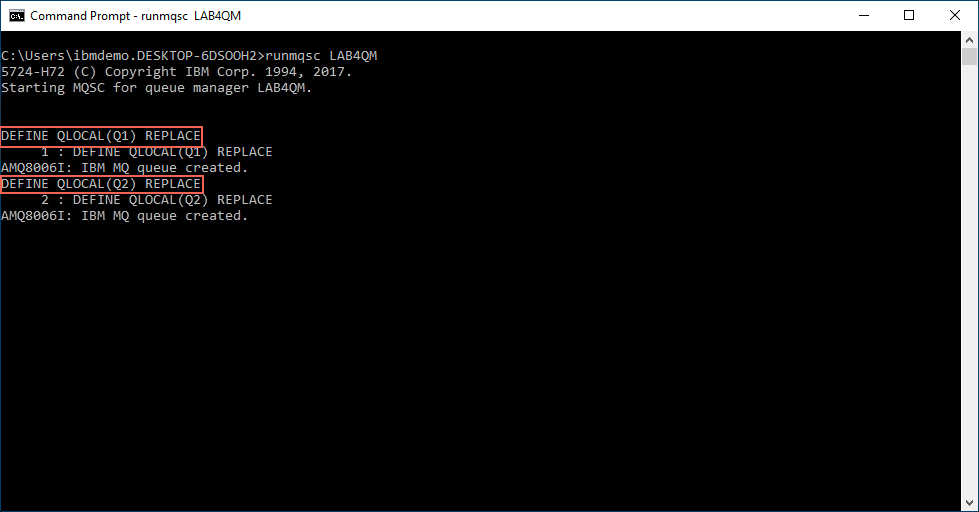 Command Prompt - runmqsc LAB4QM
C:\Users\ibmdemo.DESKTOP-6DSOOH2>runmqsc LAB4QM
5724-H72 (C) Copyright IBM Corp. 1994, 2017.
Starting MQSC for queue manager LAB4QM.
DEFINE QLOCAL(Q1) REPLACE
1 : DEFINE QLOCAL(Q1) REPLACE
AMQ8006I: IBM MQ queue created.
DEFINE QLOCAL(Q2) REPLACE
2 : DEFINE QLOCAL(Q2) REPLACE
AMQ8006I: IBM MQ queue created.